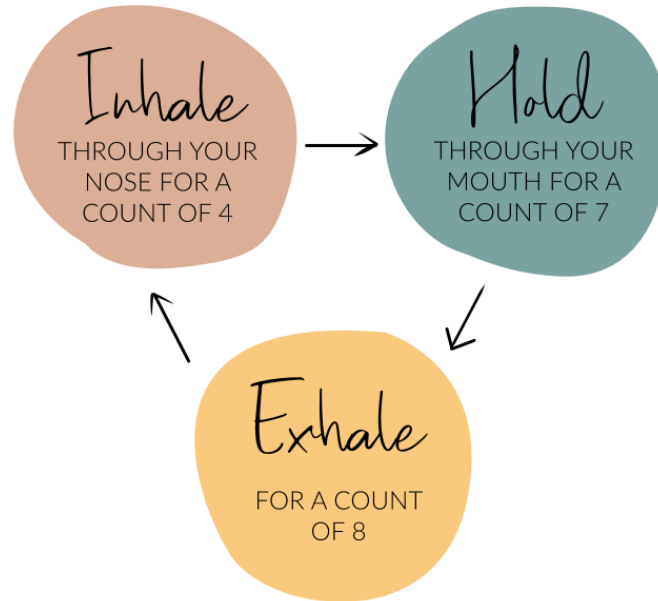 Inhale
THROUGH YOUR
NOSE FOR A
COUNT OF 4
Hold
THROUGH YOUR
MOUTH FOR A
COUNT OF 7
Exhale
FOR A COUNT
OF 8